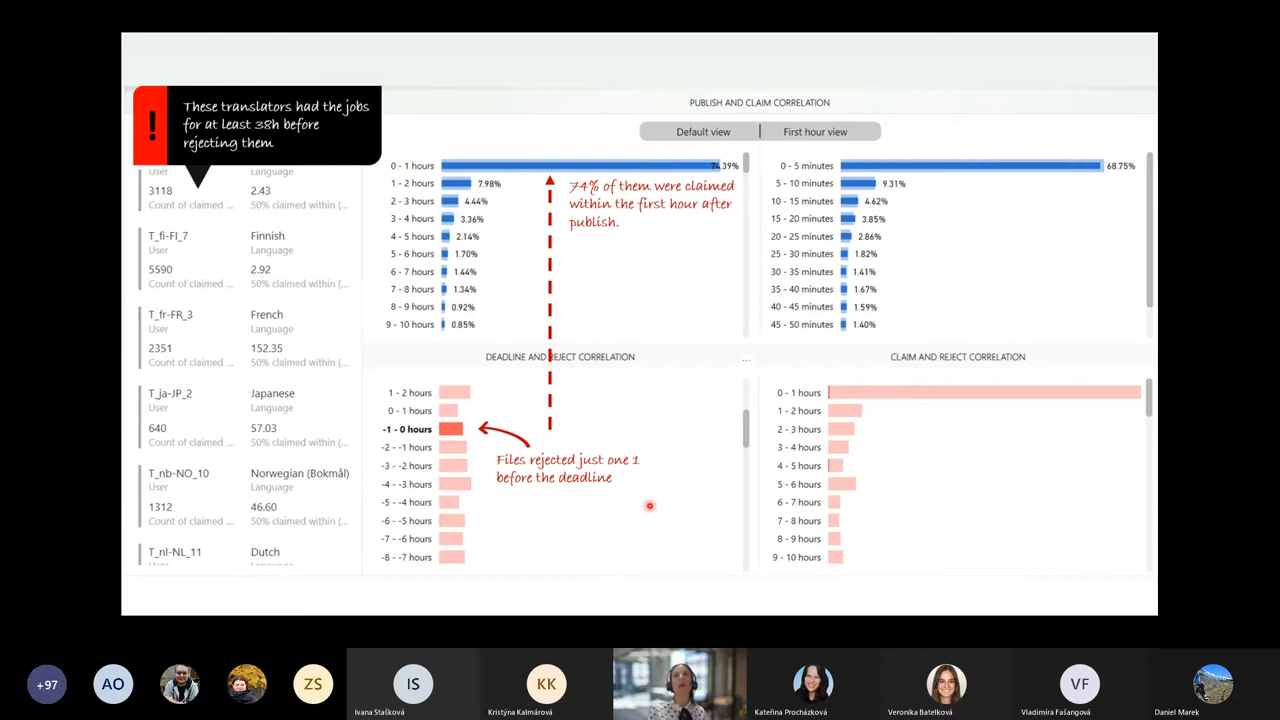 These translators had the jobs
for at least 38h before
rejecting them
User
Language
3118
2.43
Count of claimed ...
50% claimed within (...
T_fi-FI_7
Finnish
User
Language
5590
2.92
Count of claimed ...
50% claimed within (...
T_fr-FR_3
French
User
Language
2351
152.35
Count of claimed ...
50% claimed within (...
T_ja-JP_2
Japanese
User
Language
640
57.03
Count of claimed ...
50% claimed within (...
T_nb-NO_10
Norwegian (Bokmål)
User
Language
1312
46.60
Count of claimed ...
50% claimed within (...
T_nl-NL_11
Dutch
User
Language
PUBLISH AND CLAIM CORRELATION
Default view
First hour view
0 - 1 hours 74.39%
1 - 2 hours 7.98%
2 - 3 hours 4.44%
3 - 4 hours 3.36%
4 - 5 hours 2.14%
5 - 6 hours 1.70%
6 - 7 hours 1.44%
7 - 8 hours 1.34%
8 - 9 hours 0.92%
9 - 10 hours 0.85%
74% of them were claimed
within the first hour after
publish.
0 - 5 minutes 68.75%
5 - 10 minutes 9.31%
10 - 15 minutes 4.62%
15 - 20 minutes 3.85%
20 - 25 minutes 2.86%
25 - 30 minutes 1.82%
30 - 35 minutes 1.41%
35 - 40 minutes 1.67%
40 - 45 minutes 1.59%
45 - 50 minutes 1.40%
DEADLINE AND REJECT CORRELATION
...
1 - 2 hours
0 - 1 hours
-1 - 0 hours
-2 - -1 hours
-3 - -2 hours
-4 - -3 hours
-5 - -4 hours
-6 - -5 hours
-7 - -6 hours
-8 - -7 hours
Files rejected just one 1
before the deadline
CLAIM AND REJECT CORRELATION
0 - 1 hours
1 - 2 hours
2 - 3 hours
3 - 4 hours
4 - 5 hours
5 - 6 hours
6 - 7 hours
7 - 8 hours
8 - 9 hours
9 - 10 hours
+97
AO
ZS
IS
Ivana Stašková
KK
Kristýna Kalmárová
Kateřina Procházková
Veronika Batelková
VF
Vladimíra Fašangová
Daniel Marek